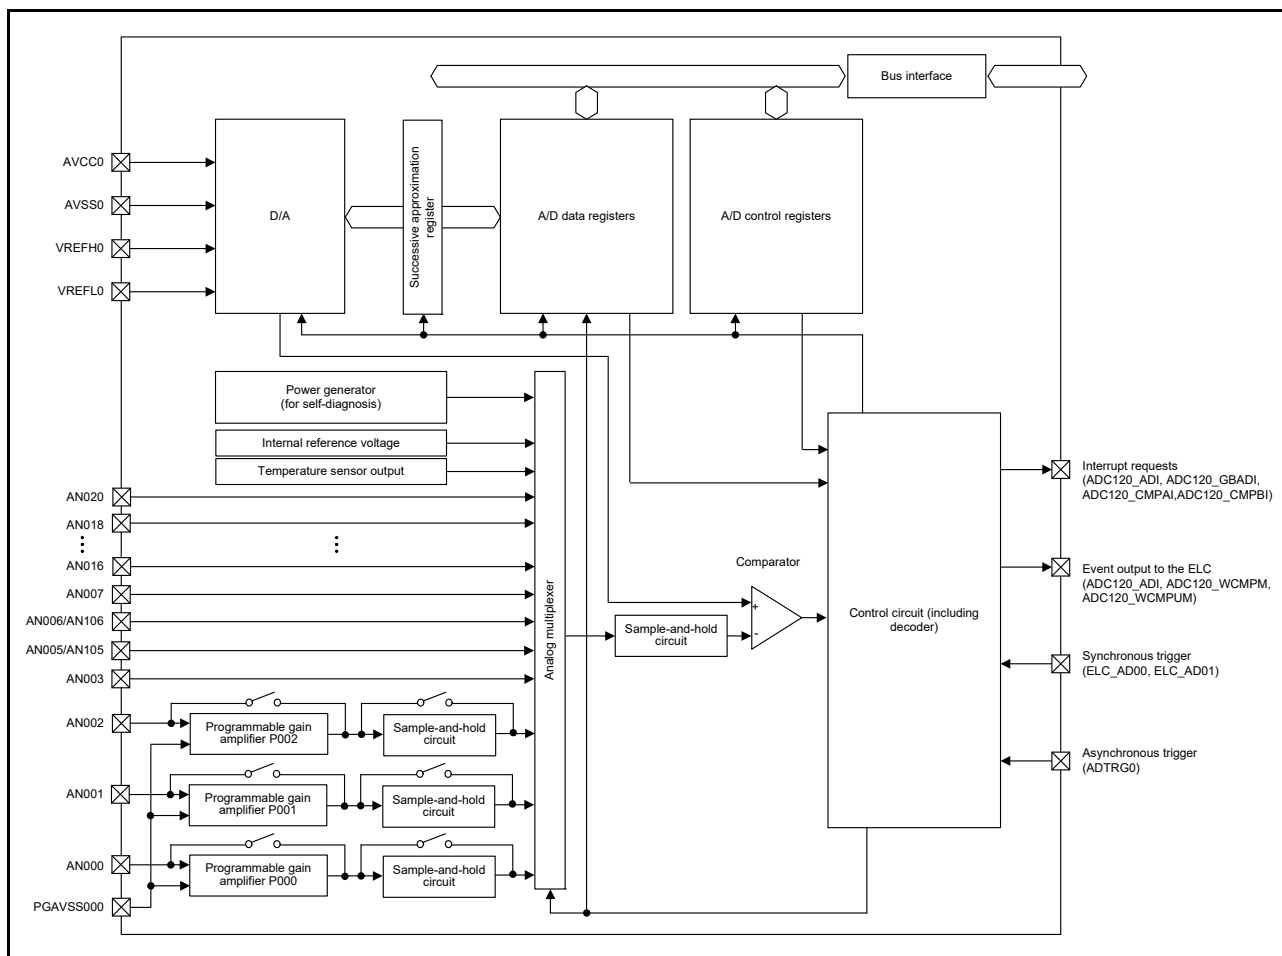 Bus interface
AVCC0
AVSS0
VREFH0
VREFL0
D/A
Successive approximation
register
A/D data registers
A/D control registers
Power generator
(for self-diagnosis)
Internal reference voltage
Temperature sensor output
AN020
AN018
AN016
AN007
AN006/AN106
AN005/AN105
AN003
AN002
AN001
AN000
PGAVSS000
Programmable gain
amplifier P002
Sample-and-hold
circuit
Programmable gain
amplifier P001
Sample-and-hold
circuit
Programmable gain
amplifier P000
Sample-and-hold
circuit
Analog multiplexer
Sample-and-hold
circuit
Comparator
+
-
Control circuit (including
decoder)
Interrupt requests
(ADC120_ADI, ADC120_GBADI,
ADC120_CMPAI,ADC120_CMPBI)
Event output to the ELC
(ADC120_ADI, ADC120_WCMPM,
ADC120_WCMPUM)
Synchronous trigger
(ELC_AD00, ELC_AD01)
Asynchronous trigger
(ADTRG0)